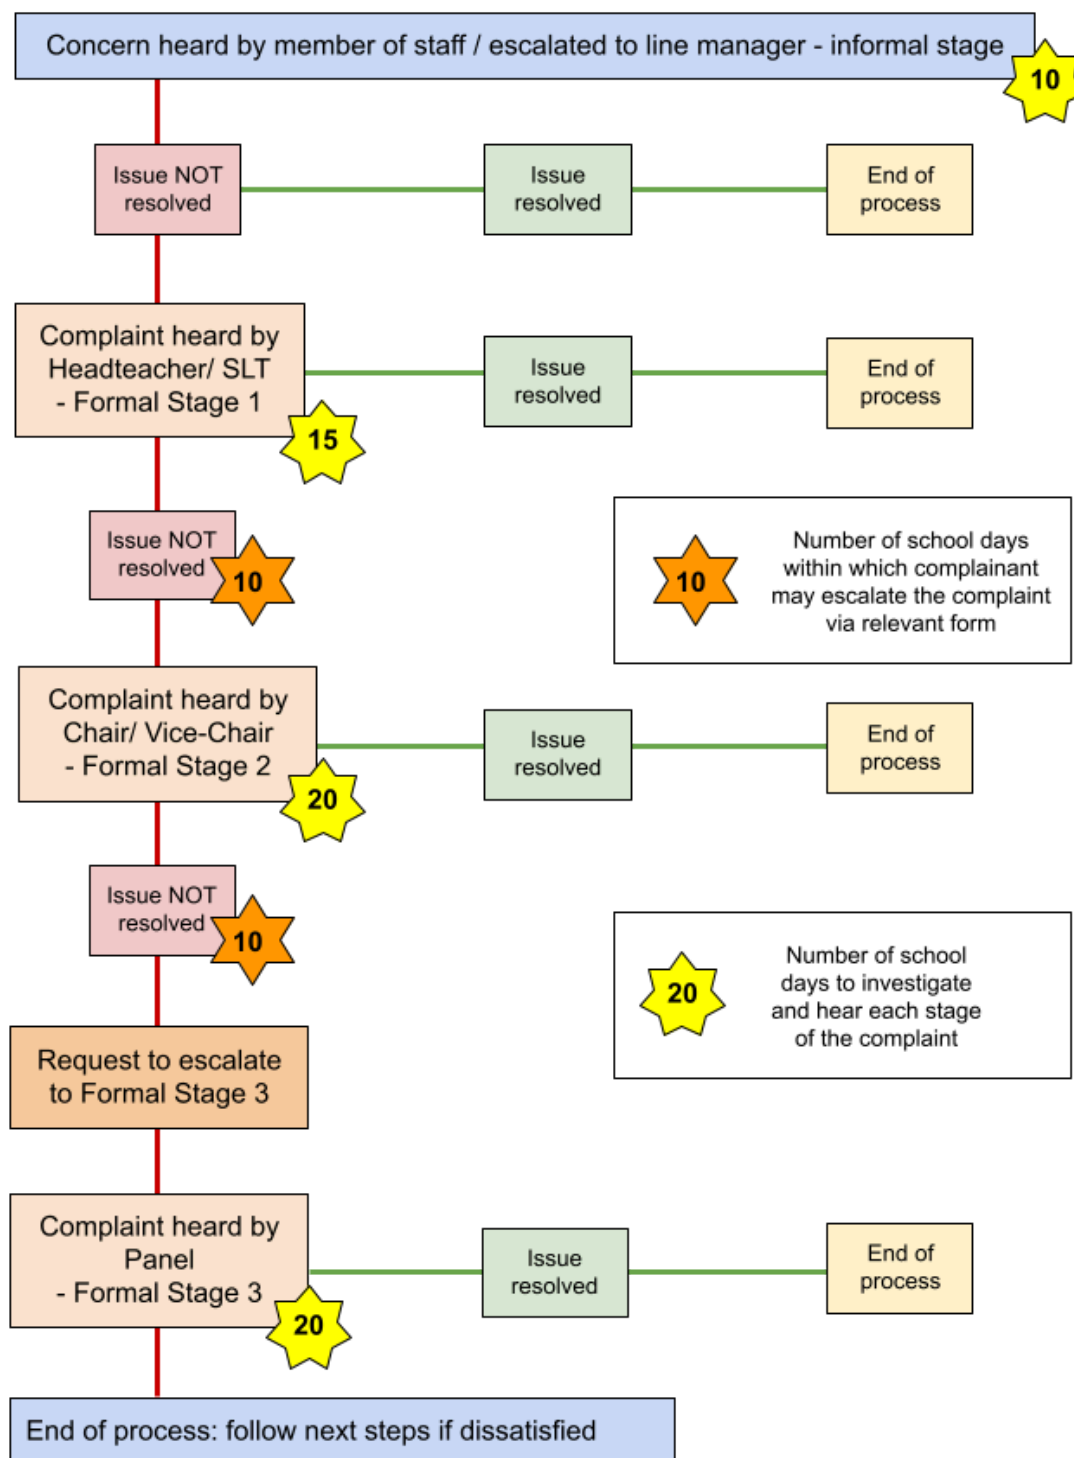 Concern heard by member of staff / escalated to line manager - informal stage
10
Issue NOT
resolved
Issue
resolved
End of
process
Complaint heard by
Headteacher/ SLT
- Formal Stage 1
15
Issue
resolved
End of
process
Issue NOT
resolved
10
10
Number of school days
within which complainant
may escalate the complaint
via relevant form
Complaint heard by
Chair/ Vice-Chair
- Formal Stage 2
20
Issue
resolved
End of
process
Issue NOT
resolved
10
20
Number of school
days to investigate
and hear each stage
of the complaint
Request to escalate
to Formal Stage 3
Complaint heard by
Panel
- Formal Stage 3
20
Issue
resolved
End of
process
End of process: follow next steps if dissatisfied